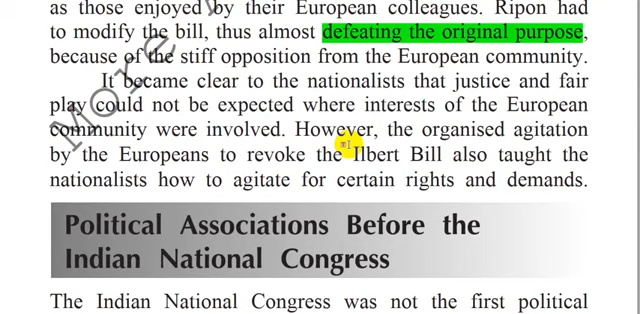 as those enjoyed by their European colleagues. Ripon had
to modify the bill, thus almost defeating the original purpose,
because of the stiff opposition from the European community.
It became clear to the nationalists that justice and fair
play could not be expected where interests of the European
community were involved. However, the organised agitation
by the Europeans to revoke the Ilbert Bill also taught the
nationalists how to agitate for certain rights and demands.
Political Associations Before the
Indian National Congress
The Indian National Congress was not the first political
More